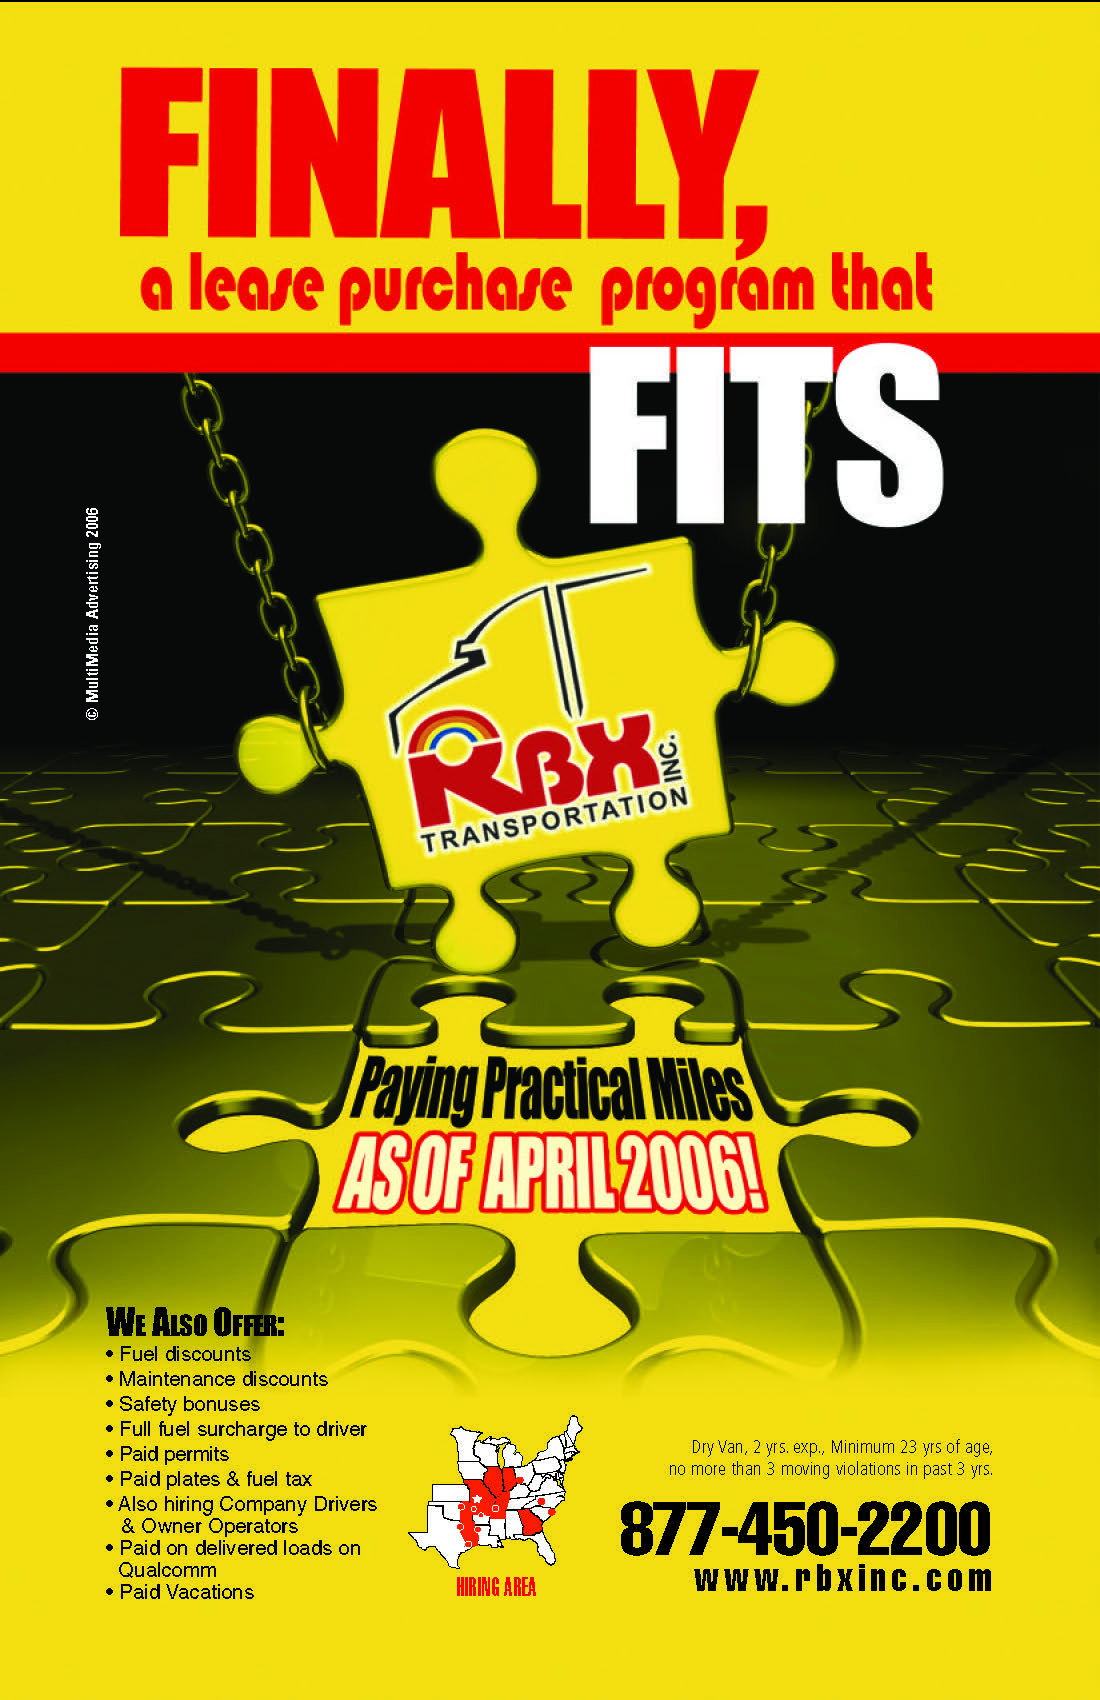 FINALLY,
a lease purchase program that
FITS
© MultiMedia Advertising 2006
RBX INC.
TRANSPORTATION
Paying Practical Miles
AS OF APRIL 2006!
WE ALSO OFFER:
• Fuel discounts
• Maintenance discounts
• Safety bonuses
• Full fuel surcharge to driver
• Paid permits
• Paid plates & fuel tax
• Also hiring Company Drivers
& Owner Operators
• Paid on delivered loads on
Qualcomm
• Paid Vacations
HIRING AREA
Dry Van, 2 yrs. exp., Minimum 23 yrs of age,
no more than 3 moving violations in past 3 yrs.
877-450-2200
www.rbxinc.com